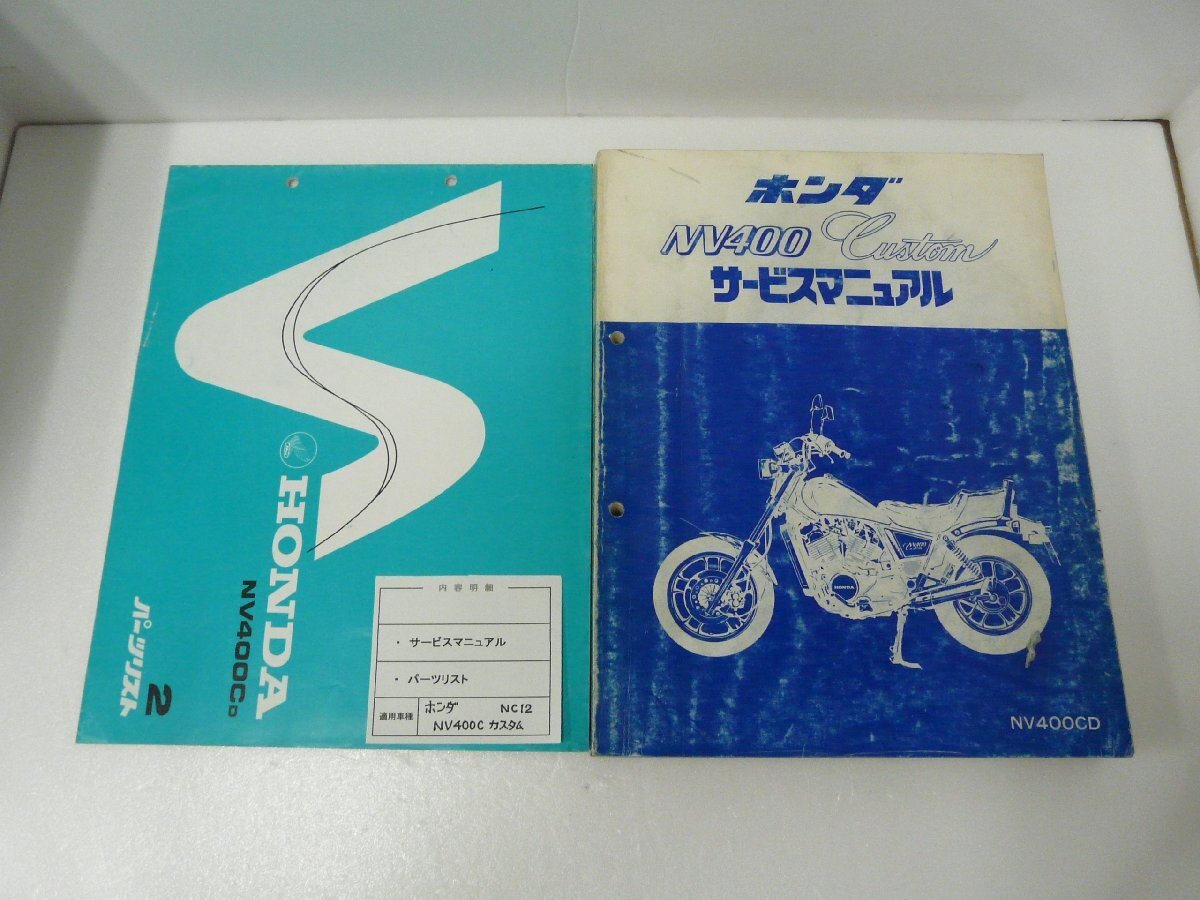 HONDA
NV400CD
パーツリスト
2
内容明細
・ サービスマニュアル
・ パーツリスト
適用車種
ホンダ NC12
NV400C カスタム
ホンダ
NV400 Custom
サービスマニュアル
HONDA
NV400CD